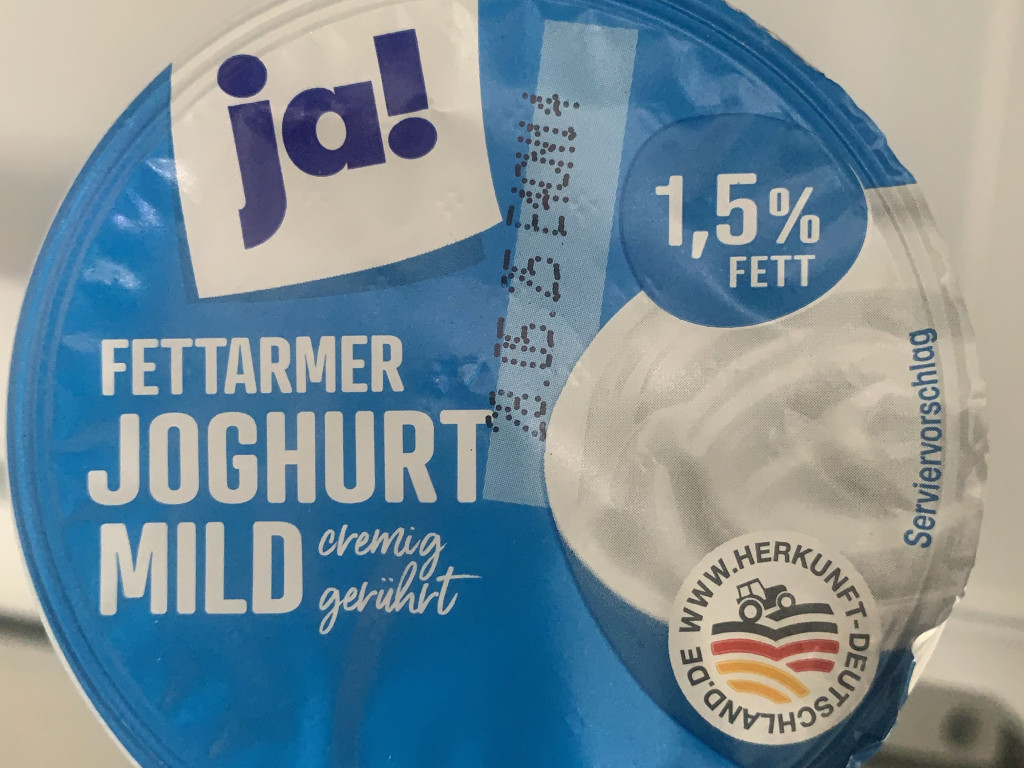 ja!
1,5%
FETT
FETTARMER
JOGHURT
MILD
cremig
gerührt
Serviervorschlag
WWW.HERKUNFT-DEUTSCHLAND.DE